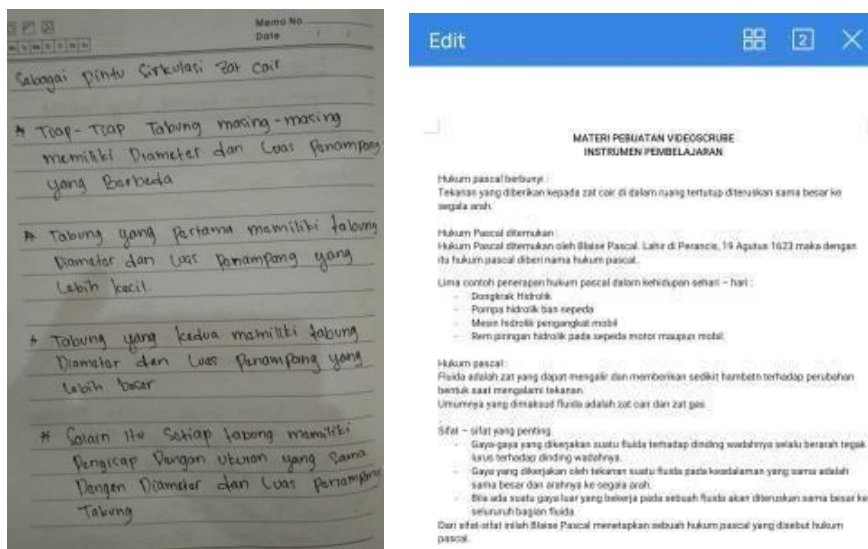 Memo No.
Date
Sebagai pintu Sirkulasi zat cair
Tiap-Tiap Tabung masing-masing
memiliki Diameter dan Luas Penampang
yang Barbeda
Tabung yang Pertama memiliki tabung
Diameter dan Luas Penampang yang
Lebih kecil
Tabung yang kedua memiliki tabung
Diameter dan Luas Penampang yang
Lebih besar
Selain itu Setiap tabung memiliki
Pengisap Dengan Ukuran yang Sama
Dengan Diameter dan Luas Penampang
Tabung
Edit
2
MATERI PEBUATAN VIDEOSCRUBE
INSTRUMEN PEMBELAJARAN
Hukum pascal berbunyi :
Tekanan yang diberikan kepada zat cair di dalam ruang tertutup diteruskan sama besar ke
segala arah.
Hukum Pascal ditemukan :
Hukum Pascal ditemukan oleh Blaise Pascal. Lahir di Perancis, 19 Agutus 1623 maka dengan
itu hukum pascal diberi nama hukum pascal.
Lima contoh penerapan hukum pascal dalam kehidupan sehari – hari :
- Dongkrak Hidrolik
- Pompa hidrolik ban sepeda
- Mesin hidrolik pengangkat mobil
- Rem piringan hidrolik pada sepeda motor maupun mobil.
Hukum pascal :
Fluida adalah zat yang dapat mengalir dan memberikan sedikit hambatn terhadap perubahan
bentuk saat mengalami tekanan.
Umumnya yang dimaksud fluida adalah zat cair dan zat gas.
Sifat – sifat yang penting
- Gaya-gaya yang dikerjakan suatu fluida terhadap dinding wadahnya selalu berarah tegak
lurus terhadap dinding wadahnya.
- Gaya yang dikerjakan oleh tekanan suatu fluida pada keadalaman yang sama adalah
sama besar dan arahnya ke segala arah.
- Bila ada suatu gaya luar yang bekerja pada sebuah fluida akan diteruskan sama besar ke
selururuh bagian fluida.
Dari sifat-sifat inilah Blaise Pascal menetapkan sebuah hukum pascal yang disebut hukum
pascal.